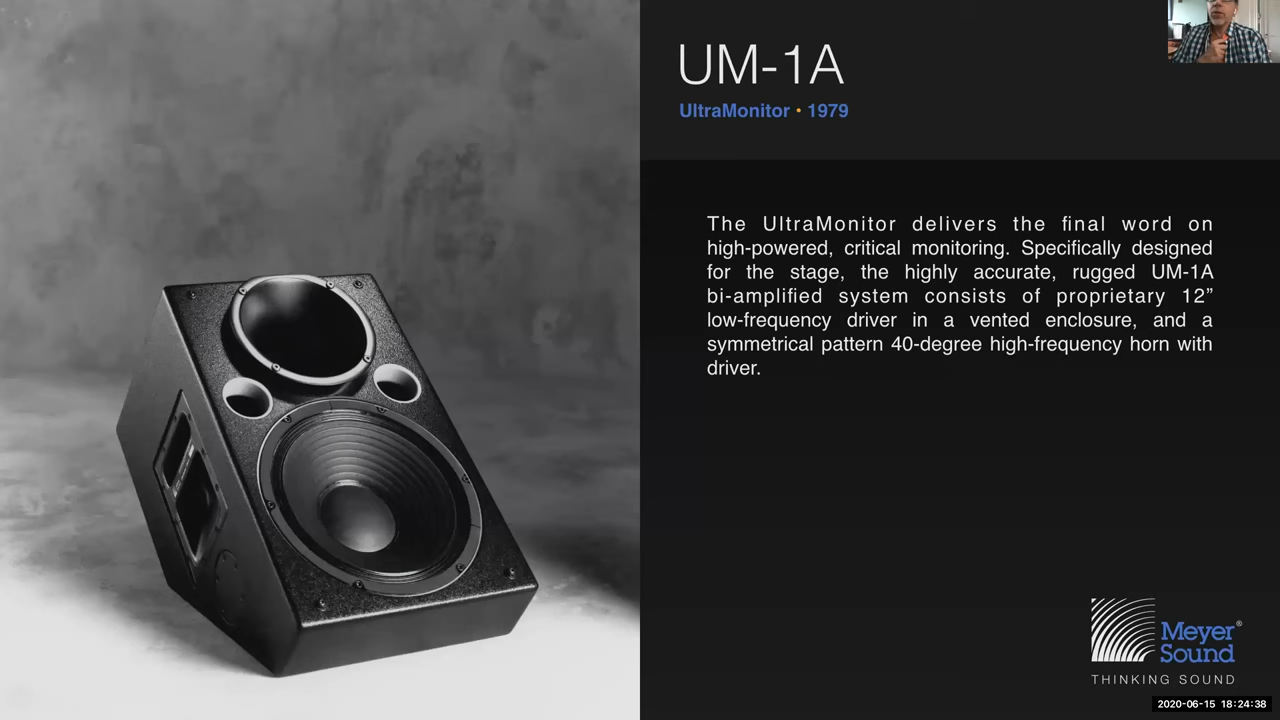 UM-1A
UltraMonitor • 1979
The UltraMonitor delivers the final word on
high-powered, critical monitoring. Specifically designed
for the stage, the highly accurate, rugged UM-1A
bi-amplified system consists of proprietary 12”
low-frequency driver in a vented enclosure, and a
symmetrical pattern 40-degree high-frequency horn with
driver.
Meyer®
Sound
THINKING SOUND
2020-06-15 18:24:38